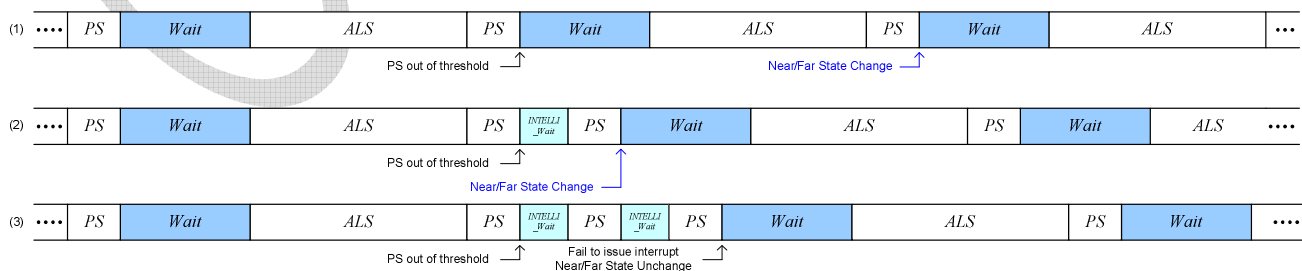 (1) •••• PS Wait ALS PS Wait ALS PS Wait ALS •••
PS out of threshold
Near/Far State Change
(2) •••• PS Wait ALS PS INTELLI _Wait PS Wait ALS PS Wait ALS ••••
PS out of threshold
Near/Far State Change
(3) •••• PS Wait ALS PS INTELLI _Wait PS INTELLI _Wait PS Wait ALS PS Wait ••••
PS out of threshold
Fail to issue interrupt
Near/Far State Unchange